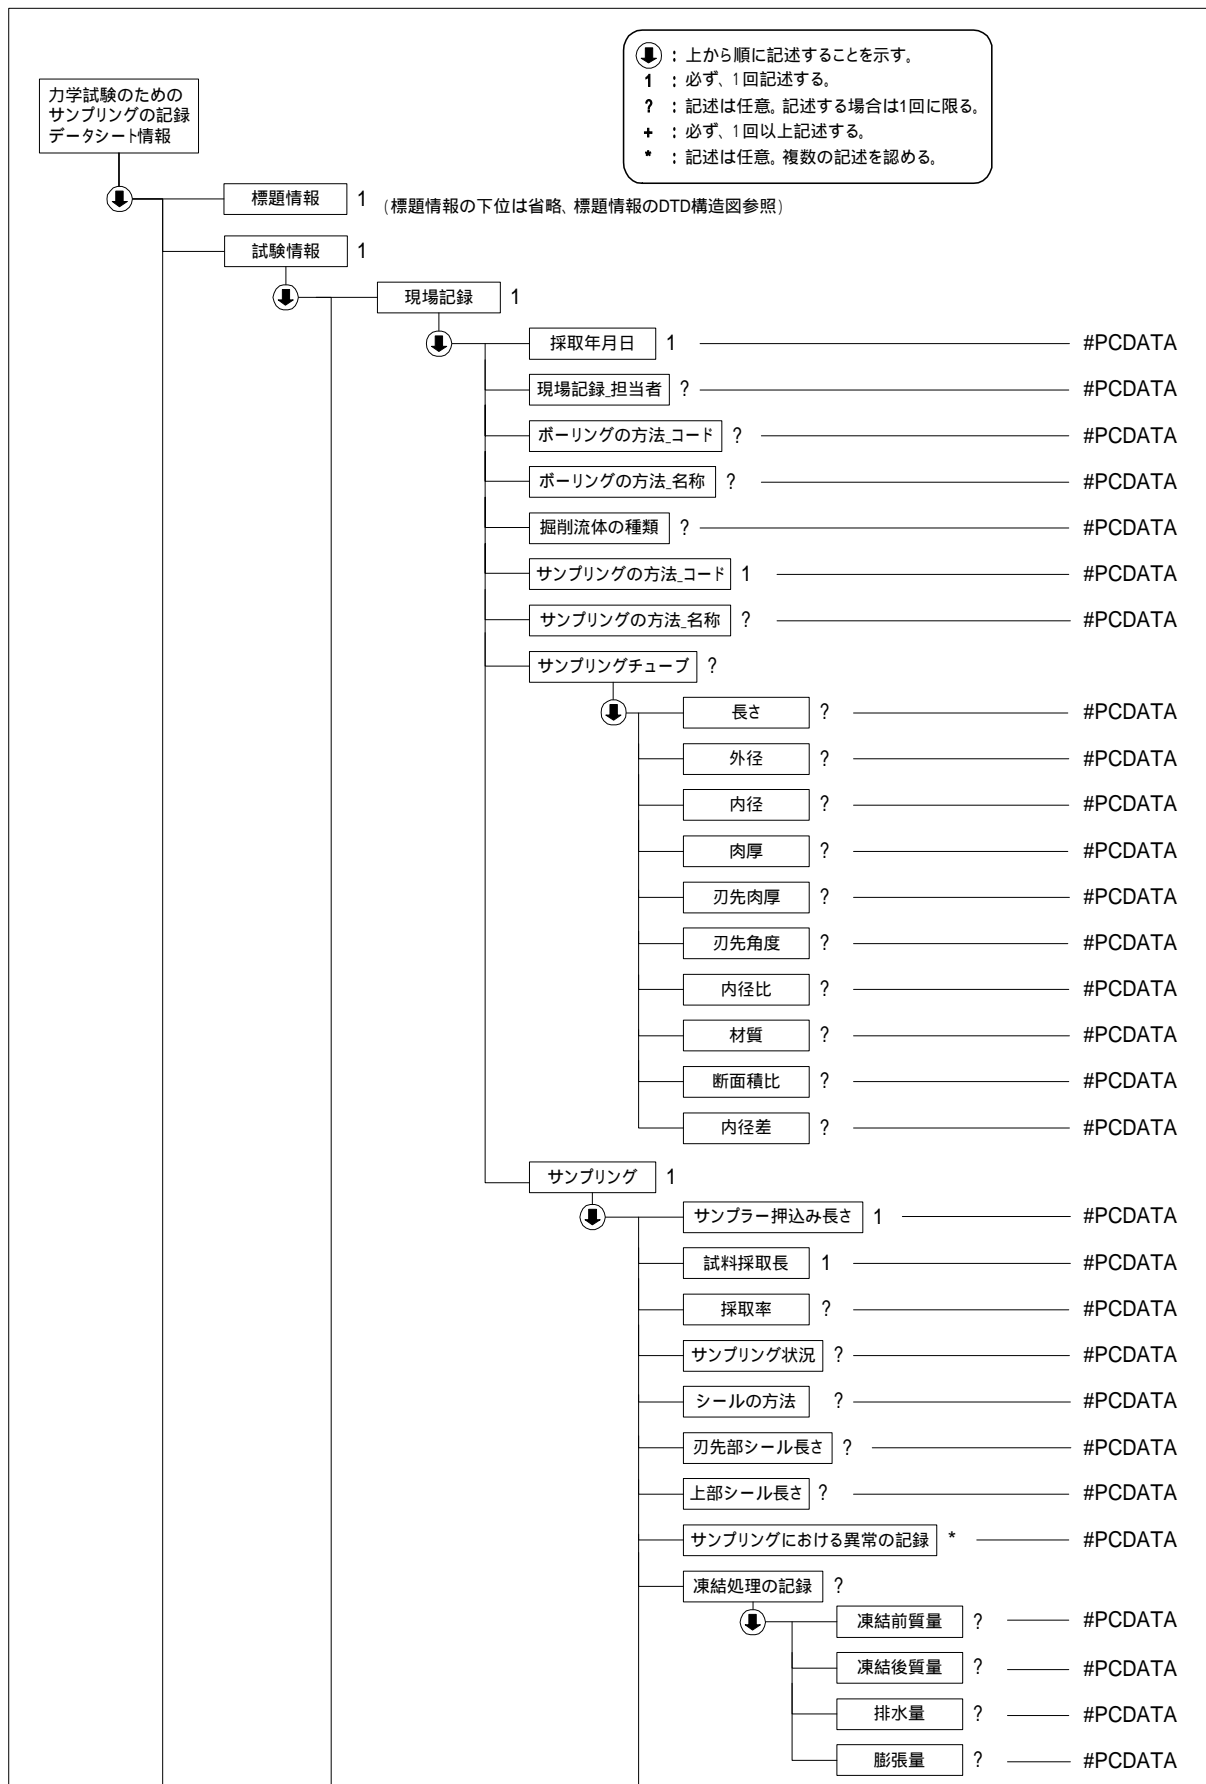 : 上から順に記述することを示す。
1 : 必ず、1回記述する。
? : 記述は任意。記述する場合は1回に限る。
+ : 必ず、1回以上記述する。
* : 記述は任意。複数の記述を認める。
力学試験のための
サンプリングの記録
データシート情報
標題情報 1 (標題情報の下位は省略、標題情報のDTD構造図参照)
試験情報 1
現場記録 1
採取年月日 1 #PCDATA
現場記録_担当者 ? #PCDATA
ボーリングの方法_コード ? #PCDATA
ボーリングの方法_名称 ? #PCDATA
掘削流体の種類 ? #PCDATA
サンプリングの方法_コード 1 #PCDATA
サンプリングの方法_名称 ? #PCDATA
サンプリングチューブ ?
長さ ? #PCDATA
外径 ? #PCDATA
内径 ? #PCDATA
肉厚 ? #PCDATA
刃先肉厚 ? #PCDATA
刃先角度 ? #PCDATA
内径比 ? #PCDATA
材質 ? #PCDATA
断面積比 ? #PCDATA
内径差 ? #PCDATA
サンプリング 1
サンプラー押込み長さ 1 #PCDATA
試料採取長 1 #PCDATA
採取率 ? #PCDATA
サンプリング状況 ? #PCDATA
シールの方法 ? #PCDATA
刃先部シール長さ ? #PCDATA
上部シール長さ ? #PCDATA
サンプリングにおける異常の記録 * #PCDATA
凍結処理の記録 ?
凍結前質量 ? #PCDATA
凍結後質量 ? #PCDATA
排水量 ? #PCDATA
膨張量 ? #PCDATA